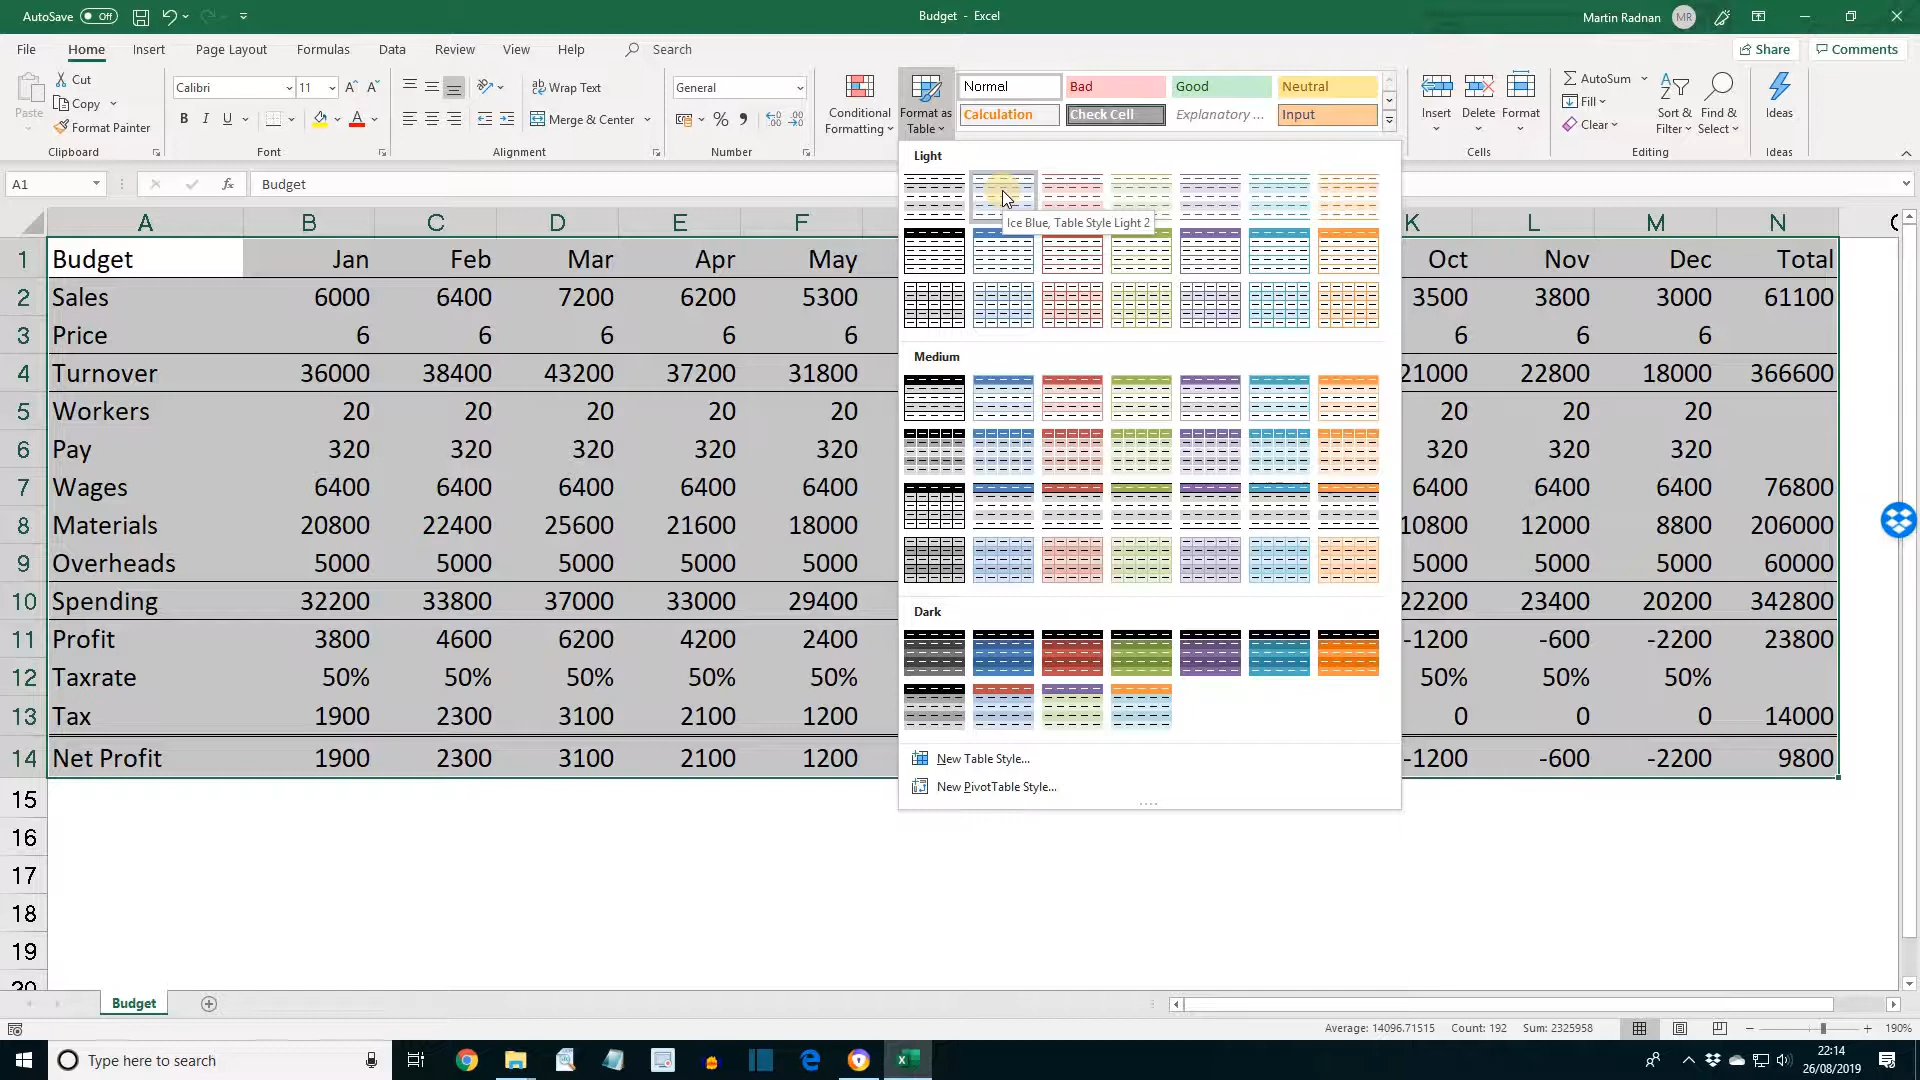 AutoSave Off
Budget - Excel
Martin Radnan MR
File Home Insert Page Layout Formulas Data Review View Help Search Share Comments
Paste Cut Copy Format Painter Clipboard
Calibri 11 A A B I U A Font
Wrap Text Merge & Center Alignment
General % Number
Conditional Formatting Format as Table
Normal Bad Good Neutral
Calculation Check Cell Explanatory ... Input
Insert Delete Format Cells
AutoSum Fill Clear Sort & Filter Find & Select Editing
Ideas Ideas
A1 fx Budget
Light
Ice Blue, Table Style Light 2
Medium
Dark
New Table Style...
New PivotTable Style...
A B C D E F K L M N
1 Budget Jan Feb Mar Apr May Oct Nov Dec Total
2 Sales 6000 6400 7200 6200 5300 3500 3800 3000 61100
3 Price 6 6 6 6 6 6 6 6
4 Turnover 36000 38400 43200 37200 31800 21000 22800 18000 366600
5 Workers 20 20 20 20 20 20 20 20
6 Pay 320 320 320 320 320 320 320 320
7 Wages 6400 6400 6400 6400 6400 6400 6400 6400 76800
8 Materials 20800 22400 25600 21600 18000 10800 12000 8800 206000
9 Overheads 5000 5000 5000 5000 5000 5000 5000 5000 60000
10 Spending 32200 33800 37000 33000 29400 22200 23400 20200 342800
11 Profit 3800 4600 6200 4200 2400 -1200 -600 -2200 23800
12 Taxrate 50% 50% 50% 50% 50% 50% 50% 50%
13 Tax 1900 2300 3100 2100 1200 0 0 0 14000
14 Net Profit 1900 2300 3100 2100 1200 -1200 -600 -2200 9800
15
16
17
18
19
20
Budget
Average: 14096.71515 Count: 192 Sum: 2325958 190%
Type here to search
22:14
26/08/2019